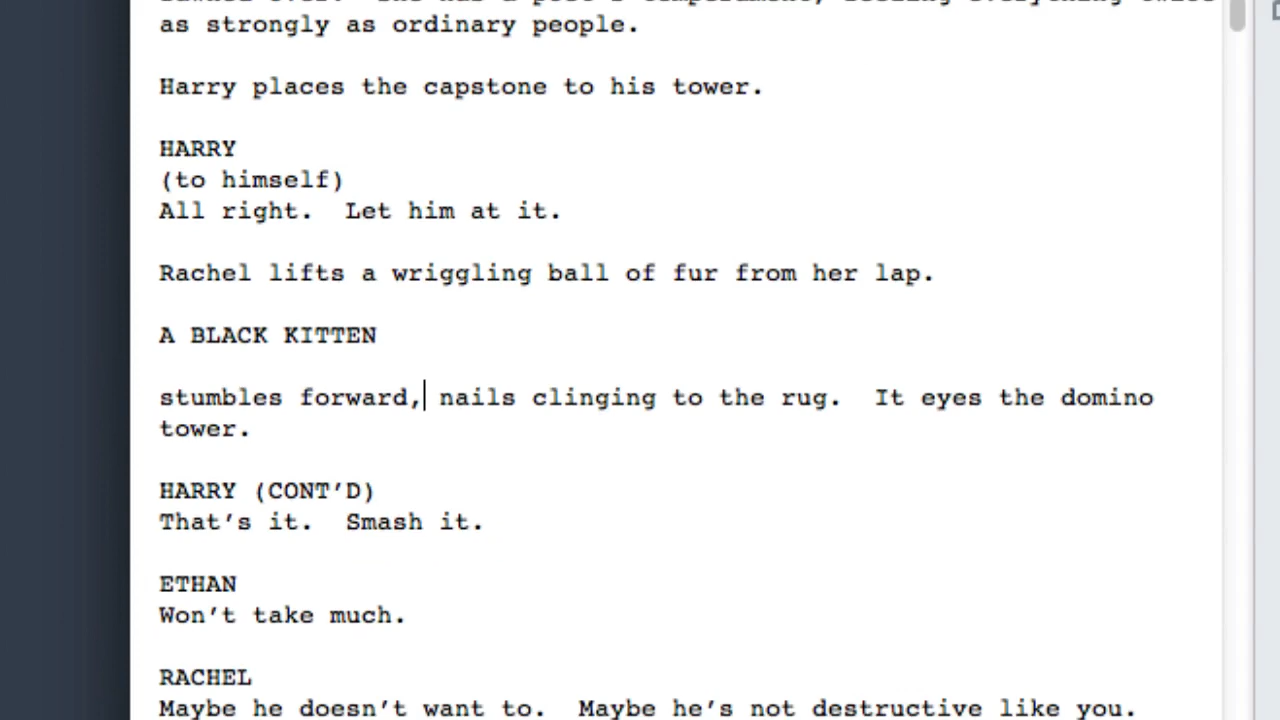 as strongly as ordinary people.
Harry places the capstone to his tower.
HARRY
(to himself)
All right.  Let him at it.
Rachel lifts a wriggling ball of fur from her lap.
A BLACK KITTEN
stumbles forward, nails clinging to the rug.  It eyes the domino
tower.
HARRY (CONT’D)
That’s it.  Smash it.
ETHAN
Won’t take much.
RACHEL
Maybe he doesn’t want to.  Maybe he’s not destructive like you.